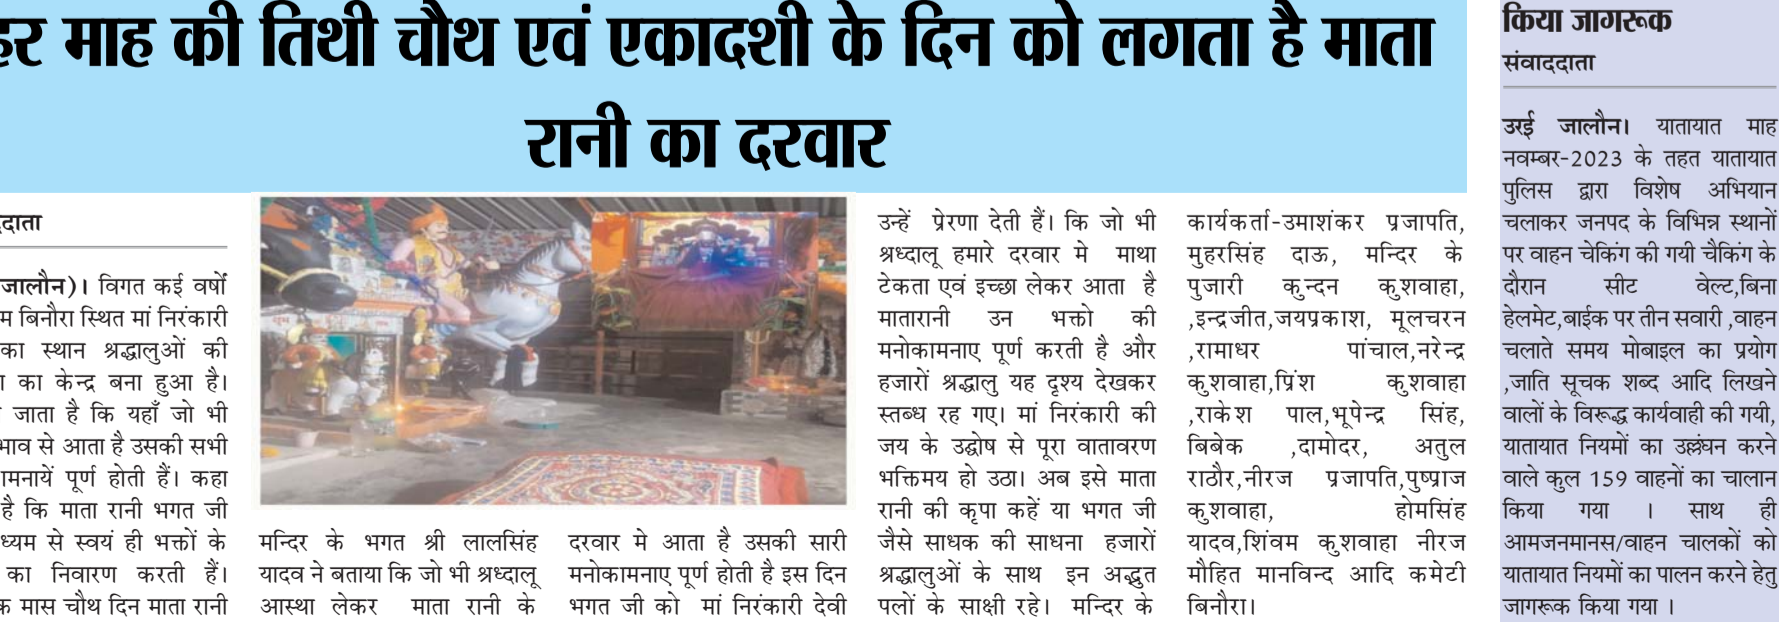 हर माह की तिथी चौथ एवं एकादशी के दिन को लगता है माता
रानी का दरवार
जालौन)। विगत कई वर्षों
बिनौरा स्थित मां निरंकारी
का स्थान श्रद्धालुओं की
का केन्द्र बना हुआ है।
जाता है कि यहाँ जो भी
भाव से आता है उसकी सभी
पूर्ण होती हैं। कहा
है कि माता रानी भगत जी
से स्वयं ही भक्तों के
का निवारण करती हैं।
मास चौथ दिन माता रानी
मन्दिर के भगत श्री लालसिंह
यादव ने बताया कि जो भी श्रध्दालू
आस्था लेकर माता रानी के
दरवार मे आता है उसकी सारी
मनोकामनाए पूर्ण होती है इस दिन
भगत जी को मां निरंकारी देवी
उन्हें प्रेरणा देती हैं। कि जो भी
श्रध्दालू हमारे दरवार मे माथा
टेकता एवं इच्छा लेकर आता है
मातारानी उन भक्तो की
मनोकामनाए पूर्ण करती है और
हजारों श्रद्धालु यह दृश्य देखकर
स्तब्ध रह गए। मां निरंकारी की
जय के उद्घोष से पूरा वातावरण
भक्तिमय हो उठा। अब इसे माता
रानी की कृपा कहें या भगत जी
जैसे साधक की साधना हजारों
श्रद्धालुओं के साथ इन अद्भुत
पलों के साक्षी रहे। मन्दिर के
कार्यकर्ता-उमाशंकर प्रजापति,
मुहरसिंह दाऊ, मन्दिर के
पुजारी कुन्दन कुशवाहा,
,इन्द्रजीत,जयप्रकाश, मूलचरन
,रामाधर पांचाल,नरेन्द्र
कुशवाहा,प्रिंश कुशवाहा
,राकेश पाल,भूपेन्द्र सिंह,
बिबेक ,दामोदर, अतुल
राठौर,नीरज प्रजापति,पुष्प्राज
कुशवाहा, होमसिंह
यादव,शिंवम कुशवाहा नीरज
मौहित मानविन्द आदि कमेटी
बिनौरा।
किया जागरूक
संवाददाता
उरई जालौन। यातायात माह
नवम्बर-2023 के तहत यातायात
पुलिस द्वारा विशेष अभियान
चलाकर जनपद के विभिन्न स्थानों
पर वाहन चेकिंग की गयी चैकिंग के
दौरान सीट वेल्ट,बिना
हेलमेट,बाईक पर तीन सवारी ,वाहन
चलाते समय मोबाइल का प्रयोग
,जाति सूचक शब्द आदि लिखने
वालों के विरूद्ध कार्यवाही की गयी,
यातायात नियमों का उल्लंघन करने
वाले कुल 159 वाहनों का चालान
किया गया । साथ ही
आमजनमानस/वाहन चालकों को
यातायात नियमों का पालन करने हेतु
जागरूक किया गया ।